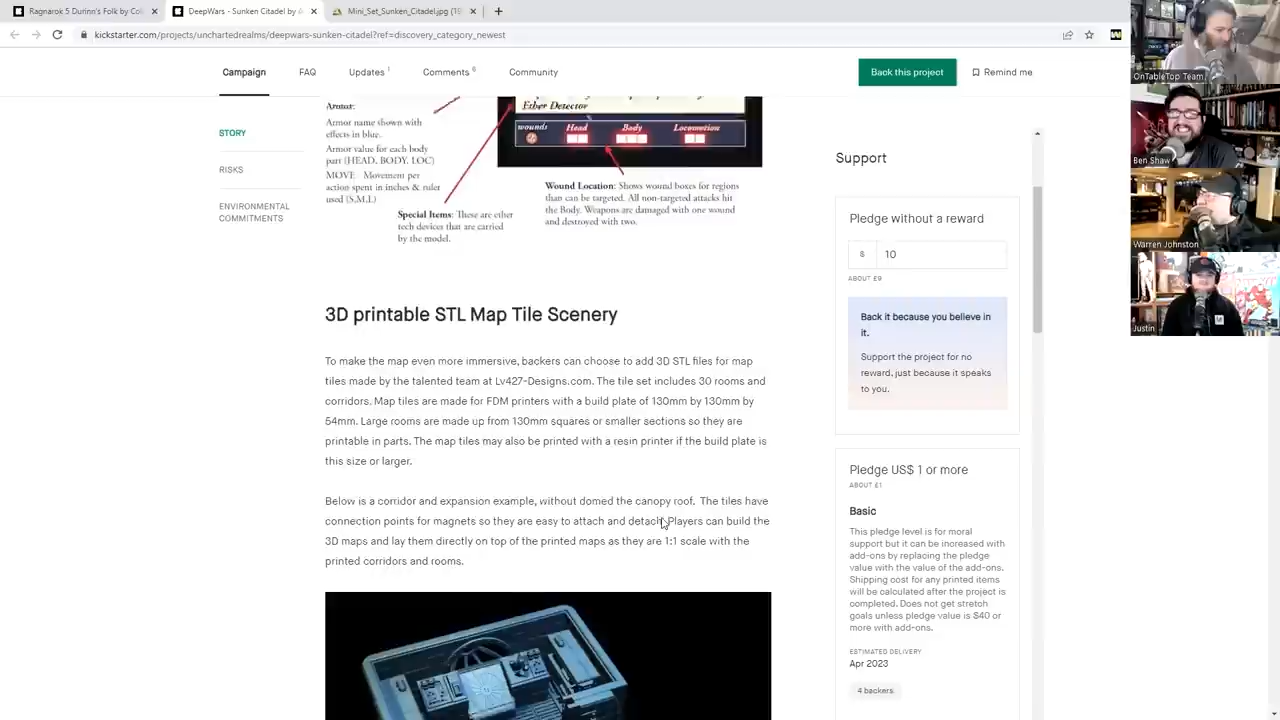 Ragnarok 5 Durinn's Folk by Col
DeepWars - Sunken Citadel by A
Mini_Set_Sunken_Citadel.jpg (10
kickstarter.com/projects/unchartedrealms/deepwars-sunken-citadel?ref=discovery_category_newest
Campaign
FAQ
Updates 1
Comments 6
Community
Back this project
Remind me
STORY
RISKS
ENVIRONMENTAL
COMMITMENTS
Armor:
Armor name shown with
effects in blue.
Armor value for each body
part (HEAD, BODY, LOC)
MOVE Movement per
action spent in inches & ruler
used (S,M,L)
Special Items: These are ether
tech devices that are carried
by the model.
Ether Detector
wounds Head Body Locomotion
Wound Location: Shows wound boxes for regions
than can be targeted. All non-targeted attacks hit
the Body. Weapons are damaged with one wound
and destroyed with two.
3D printable STL Map Tile Scenery
To make the map even more immersive, backers can choose to add 3D STL files for map
tiles made by the talented team at Lv427-Designs.com. The tile set includes 30 rooms and
corridors. Map tiles are made for FDM printers with a build plate of 130mm by 130mm by
54mm. Large rooms are made up from 130mm squares or smaller sections so they are
printable in parts. The map tiles may also be printed with a resin printer if the build plate is
this size or larger.
Below is a corridor and expansion example, without domed the canopy roof. The tiles have
connection points for magnets so they are easy to attach and detach. Players can build the
3D maps and lay them directly on top of the printed maps as they are 1:1 scale with the
printed corridors and rooms.
Support
Pledge without a reward
$ 10
ABOUT £9
Back it because you believe in
it.
Support the project for no
reward, just because it speaks
to you.
Pledge US$ 1 or more
ABOUT £1
Basic
This pledge level is for moral
support but it can be increased with
add-ons by replacing the pledge
value with the value of the add-ons.
Shipping cost for any printed items
will be calculated after the project is
completed. Does not get stretch
goals unless pledge value is $40 or
more with add-ons.
ESTIMATED DELIVERY
Apr 2023
4 backers
OnTableTop Team
Ben Shaw
Warren Johnston
Justin